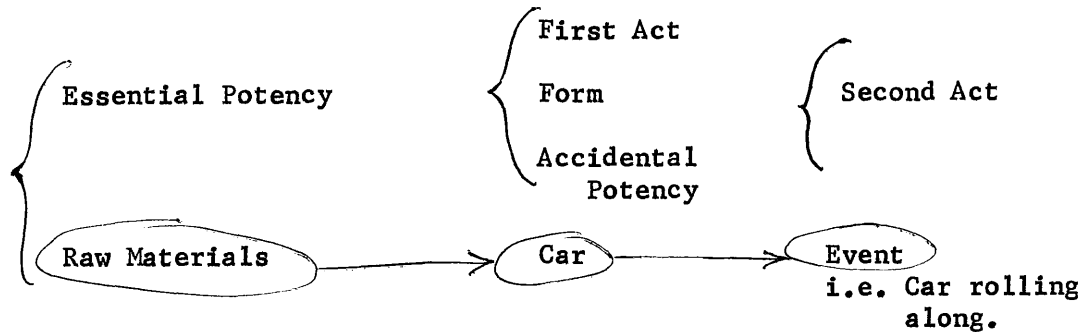 First Act
Essential Potency
Form
Second Act
Accidental
Potency
Raw Materials
Car
Event
i.e. Car rolling
along.